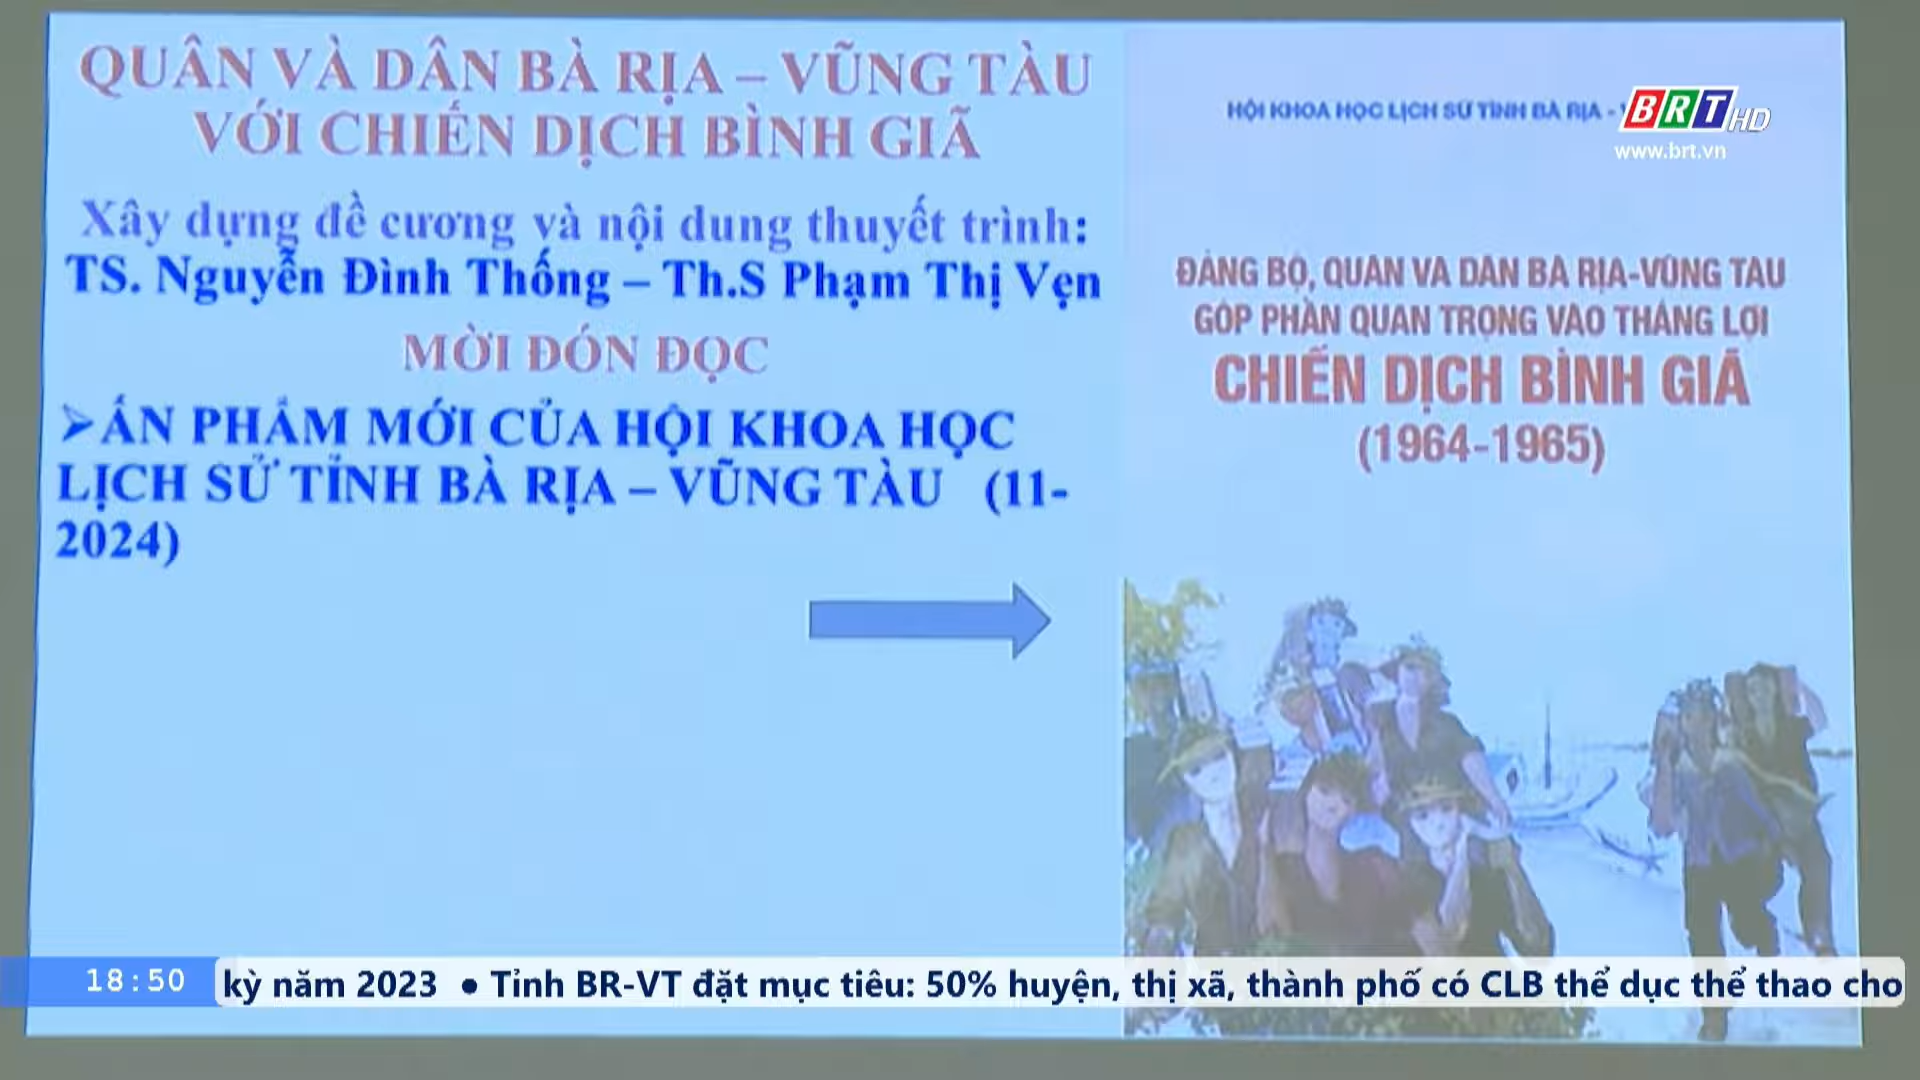 QUÂN VÀ DÂN BÀ RỊA – VŨNG TÀU
VỚI CHIẾN DỊCH BÌNH GIÃ
Xây dựng đề cương và nội dung thuyết trình:
TS. Nguyễn Đình Thống – Th.S Phạm Thị Vẹn
MỜI ĐÓN ĐỌC
➢ẤN PHẨM MỚI CỦA HỘI KHOA HỌC
LỊCH SỬ TỈNH BÀ RỊA – VŨNG TÀU (11-
2024)
HỘI KHOA HỌC LỊCH SỬ TỈNH BÀ RỊA -
BRT HD
www.brt.vn
ĐẢNG BỘ, QUÂN VÀ DÂN BÀ RỊA-VŨNG TÀU
GÓP PHẦN QUAN TRỌNG VÀO THẮNG LỢI
CHIẾN DỊCH BÌNH GIÃ
(1964-1965)
18:50
kỳ năm 2023 ● Tỉnh BR-VT đặt mục tiêu: 50% huyện, thị xã, thành phố có CLB thể dục thể thao cho